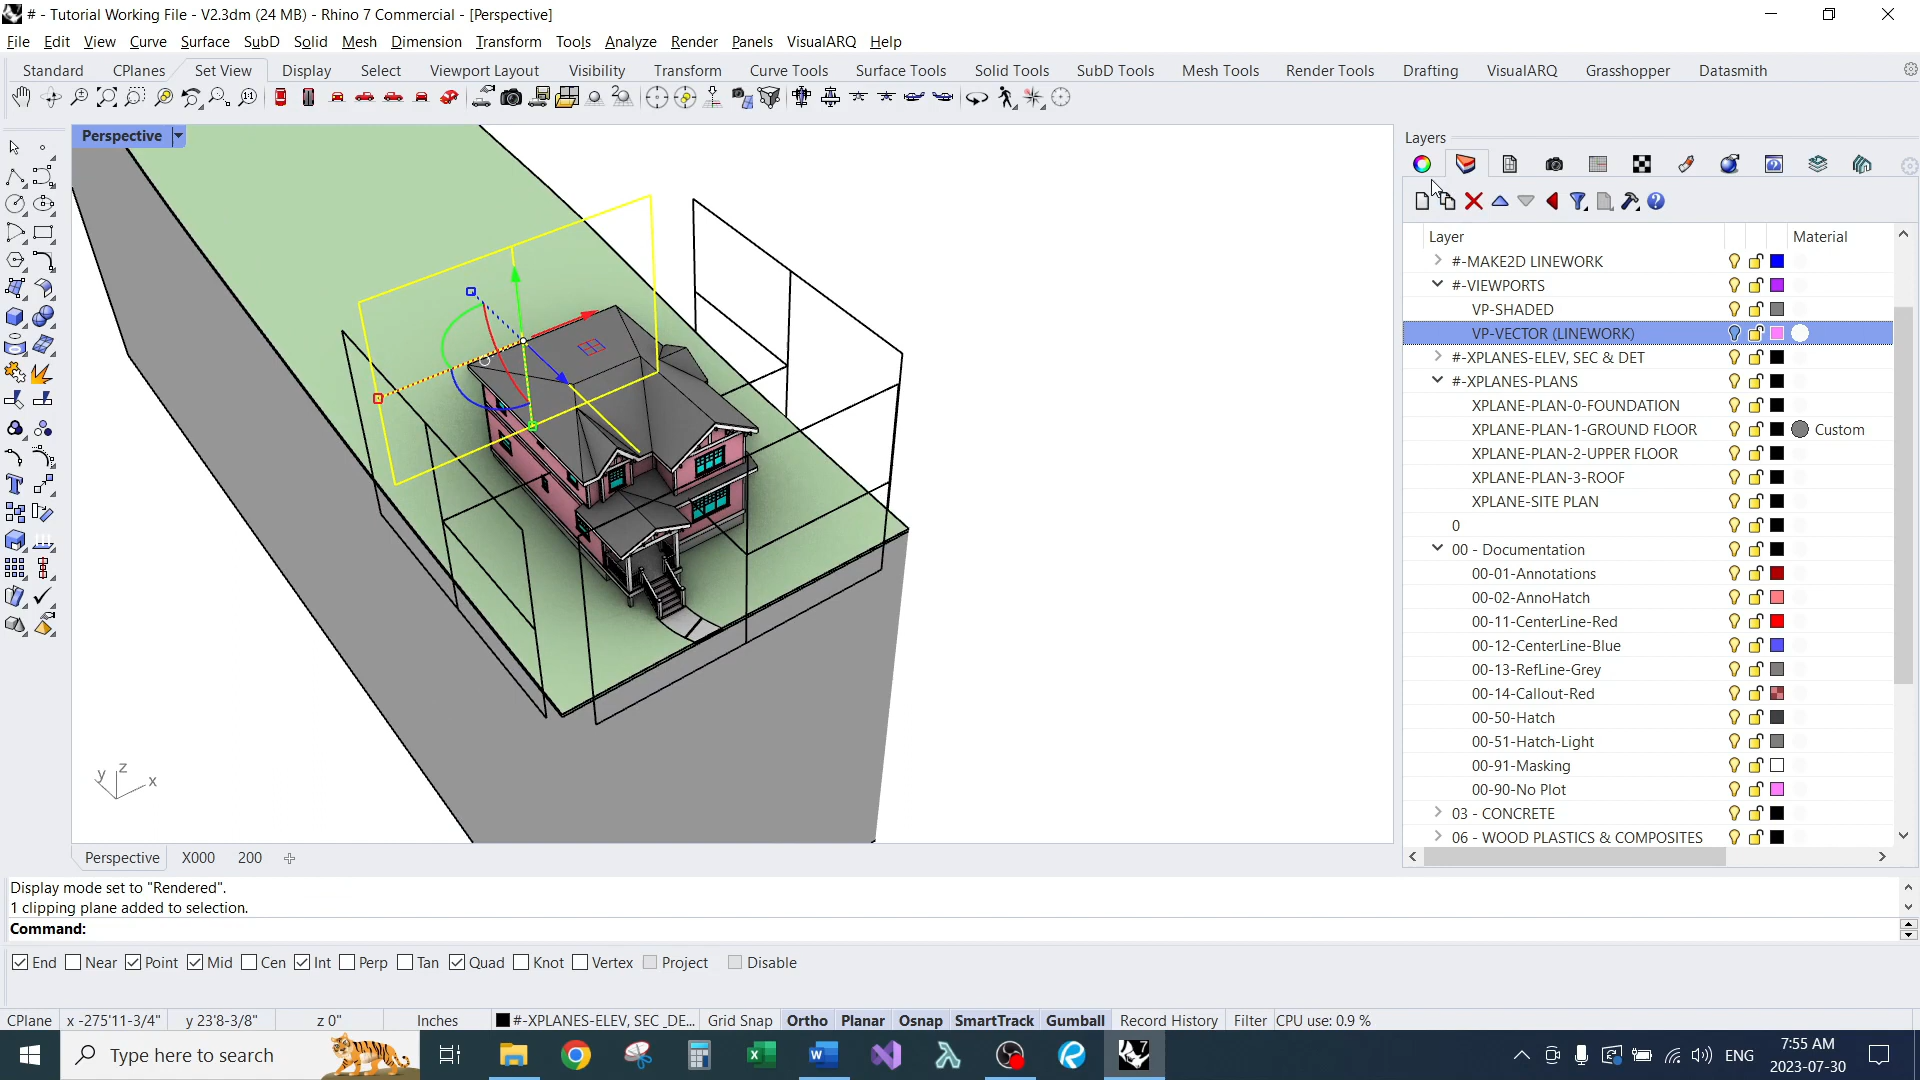 # - Tutorial Working File - V2.3dm (24 MB) - Rhino 7 Commercial - [Perspective]
File Edit View Curve Surface SubD Solid Mesh Dimension Transform Tools Analyze Render Panels VisualARQ Help
Standard CPlanes Set View Display Select Viewport Layout Visibility Transform Curve Tools Surface Tools Solid Tools SubD Tools Mesh Tools Render Tools Drafting VisualARQ Grasshopper Datasmith
Perspective
Layers
Layer Material
#-MAKE2D LINEWORK
#-VIEWPORTS
VP-SHADED
VP-VECTOR (LINEWORK)
#-XPLANES-ELEV, SEC & DET
#-XPLANES-PLANS
XPLANE-PLAN-0-FOUNDATION
XPLANE-PLAN-1-GROUND FLOOR Custom
XPLANE-PLAN-2-UPPER FLOOR
XPLANE-PLAN-3-ROOF
XPLANE-SITE PLAN
0
00 - Documentation
00-01-Annotations
00-02-AnnoHatch
00-11-CenterLine-Red
00-12-CenterLine-Blue
00-13-RefLine-Grey
00-14-Callout-Red
00-50-Hatch
00-51-Hatch-Light
00-91-Masking
00-90-No Plot
03 - CONCRETE
06 - WOOD PLASTICS & COMPOSITES
y z x
Perspective X000 200
Display mode set to "Rendered".
1 clipping plane added to selection.
Command:
End Near Point Mid Cen Int Perp Tan Quad Knot Vertex Project Disable
CPlane x -275'11-3/4" y 23'8-3/8" z 0" Inches #-XPLANES-ELEV, SEC _DE... Grid Snap Ortho Planar Osnap SmartTrack Gumball Record History Filter CPU use: 0.9 %
Type here to search
ENG
7:55 AM
2023-07-30